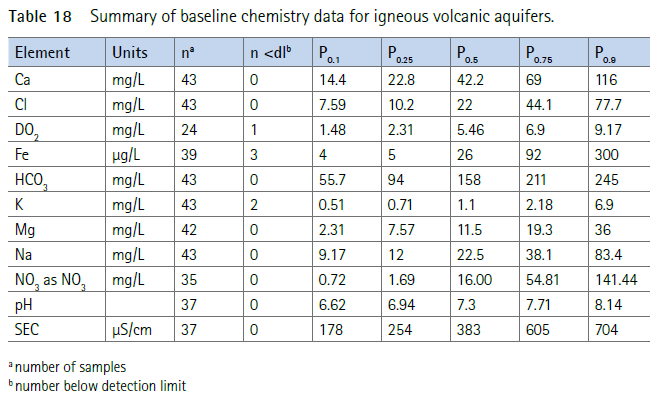 Table 18 Summary of baseline chemistry data for igneous volcanic aquifers.
Element Units nᵃ n <dlᵇ P₀.₁ P₀.₂₅ P₀.₅ P₀.₇₅ P₀.₉
Ca mg/L 43 0 14.4 22.8 42.2 69 116
Cl mg/L 43 0 7.59 10.2 22 44.1 77.7
DO₂ mg/L 24 1 1.48 2.31 5.46 6.9 9.17
Fe µg/L 39 3 4 5 26 92 300
HCO₃ mg/L 43 0 55.7 94 158 211 245
K mg/L 43 2 0.51 0.71 1.1 2.18 6.9
Mg mg/L 42 0 2.31 7.57 11.5 19.3 36
Na mg/L 43 0 9.17 12 22.5 38.1 83.4
NO₃ as NO₃ mg/L 35 0 0.72 1.69 16.00 54.81 141.44
pH 37 0 6.62 6.94 7.3 7.71 8.14
SEC µS/cm 37 0 178 254 383 605 704
ᵃ number of samples
ᵇ number below detection limit